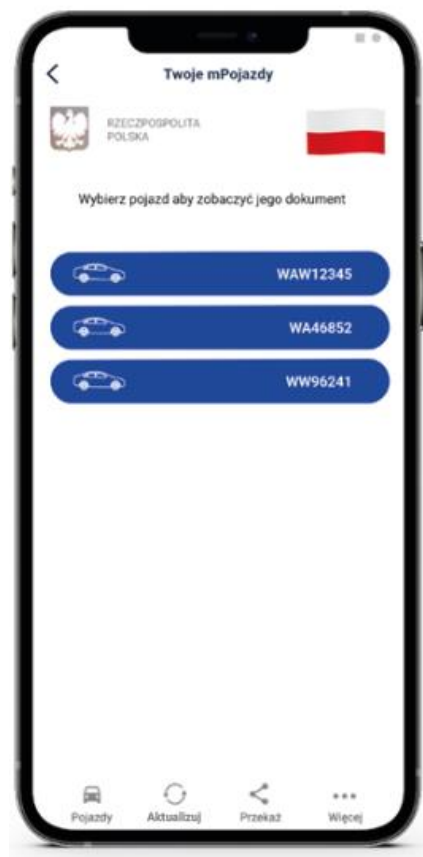 Twoje mPojazdy
RZECZPOSPOLITA
POLSKA
Wybierz pojazd aby zobaczyć jego dokument
WAW12345
WA46852
WW96241
Pojazdy Aktualizuj Przekaż Więcej